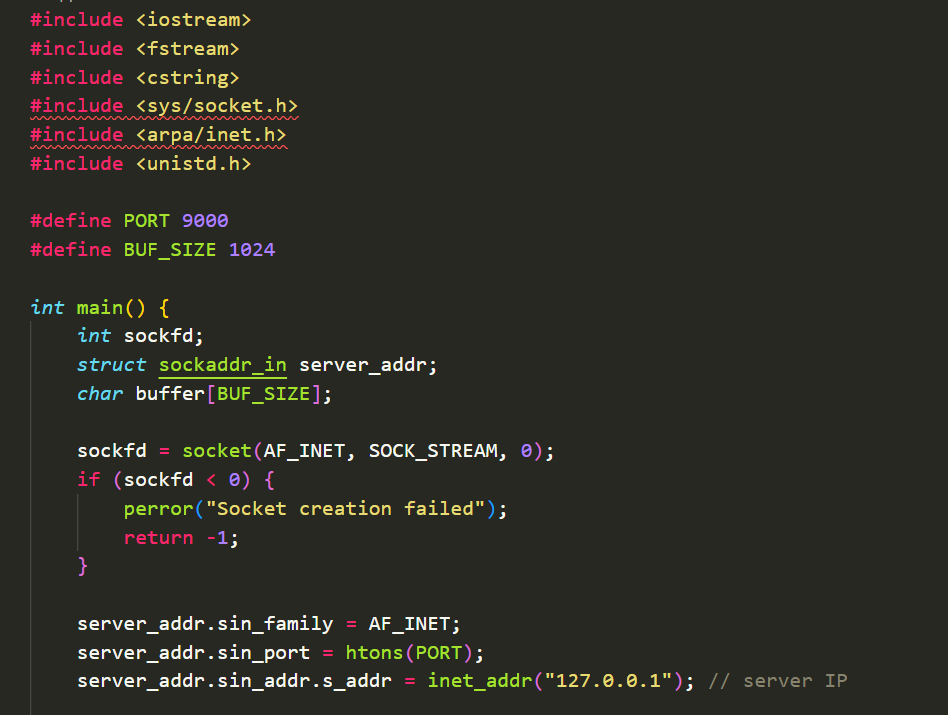 #include <iostream>
#include <fstream>
#include <cstring>
#include <sys/socket.h>
#include <arpa/inet.h>
#include <unistd.h>

#define PORT 9000
#define BUF_SIZE 1024

int main() {
    int sockfd;
    struct sockaddr_in server_addr;
    char buffer[BUF_SIZE];

    sockfd = socket(AF_INET, SOCK_STREAM, 0);
    if (sockfd < 0) {
        perror("Socket creation failed");
        return -1;
    }

    server_addr.sin_family = AF_INET;
    server_addr.sin_port = htons(PORT);
    server_addr.sin_addr.s_addr = inet_addr("127.0.0.1"); // server IP